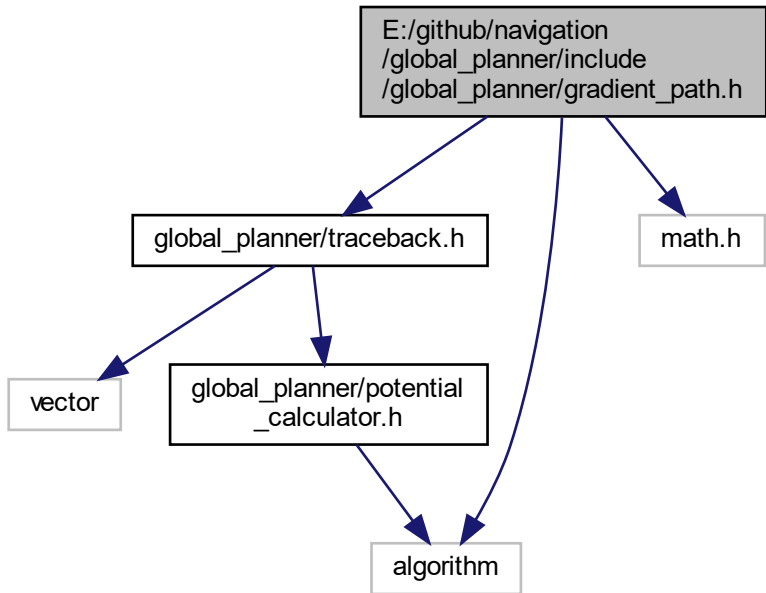 E:/github/navigation
/global_planner/include
/global_planner/gradient_path.h
global_planner/traceback.h
math.h
vector
global_planner/potential
_calculator.h
algorithm